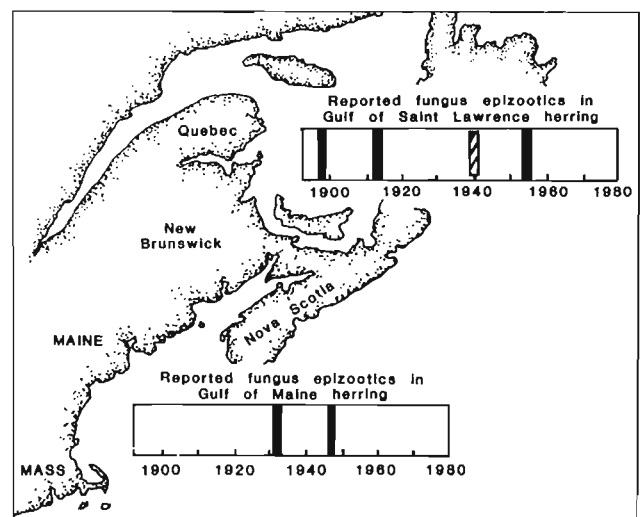 Quebec
Reported fungus epizootics in
Gulf of Saint Lawrence herring
1900 1920 1940 1960 1980
New
Brunswick
Nova Scotia
MAINE
Reported fungus epizootics in
Gulf of Maine herring
1900 1920 1940 1960 1980
MASS